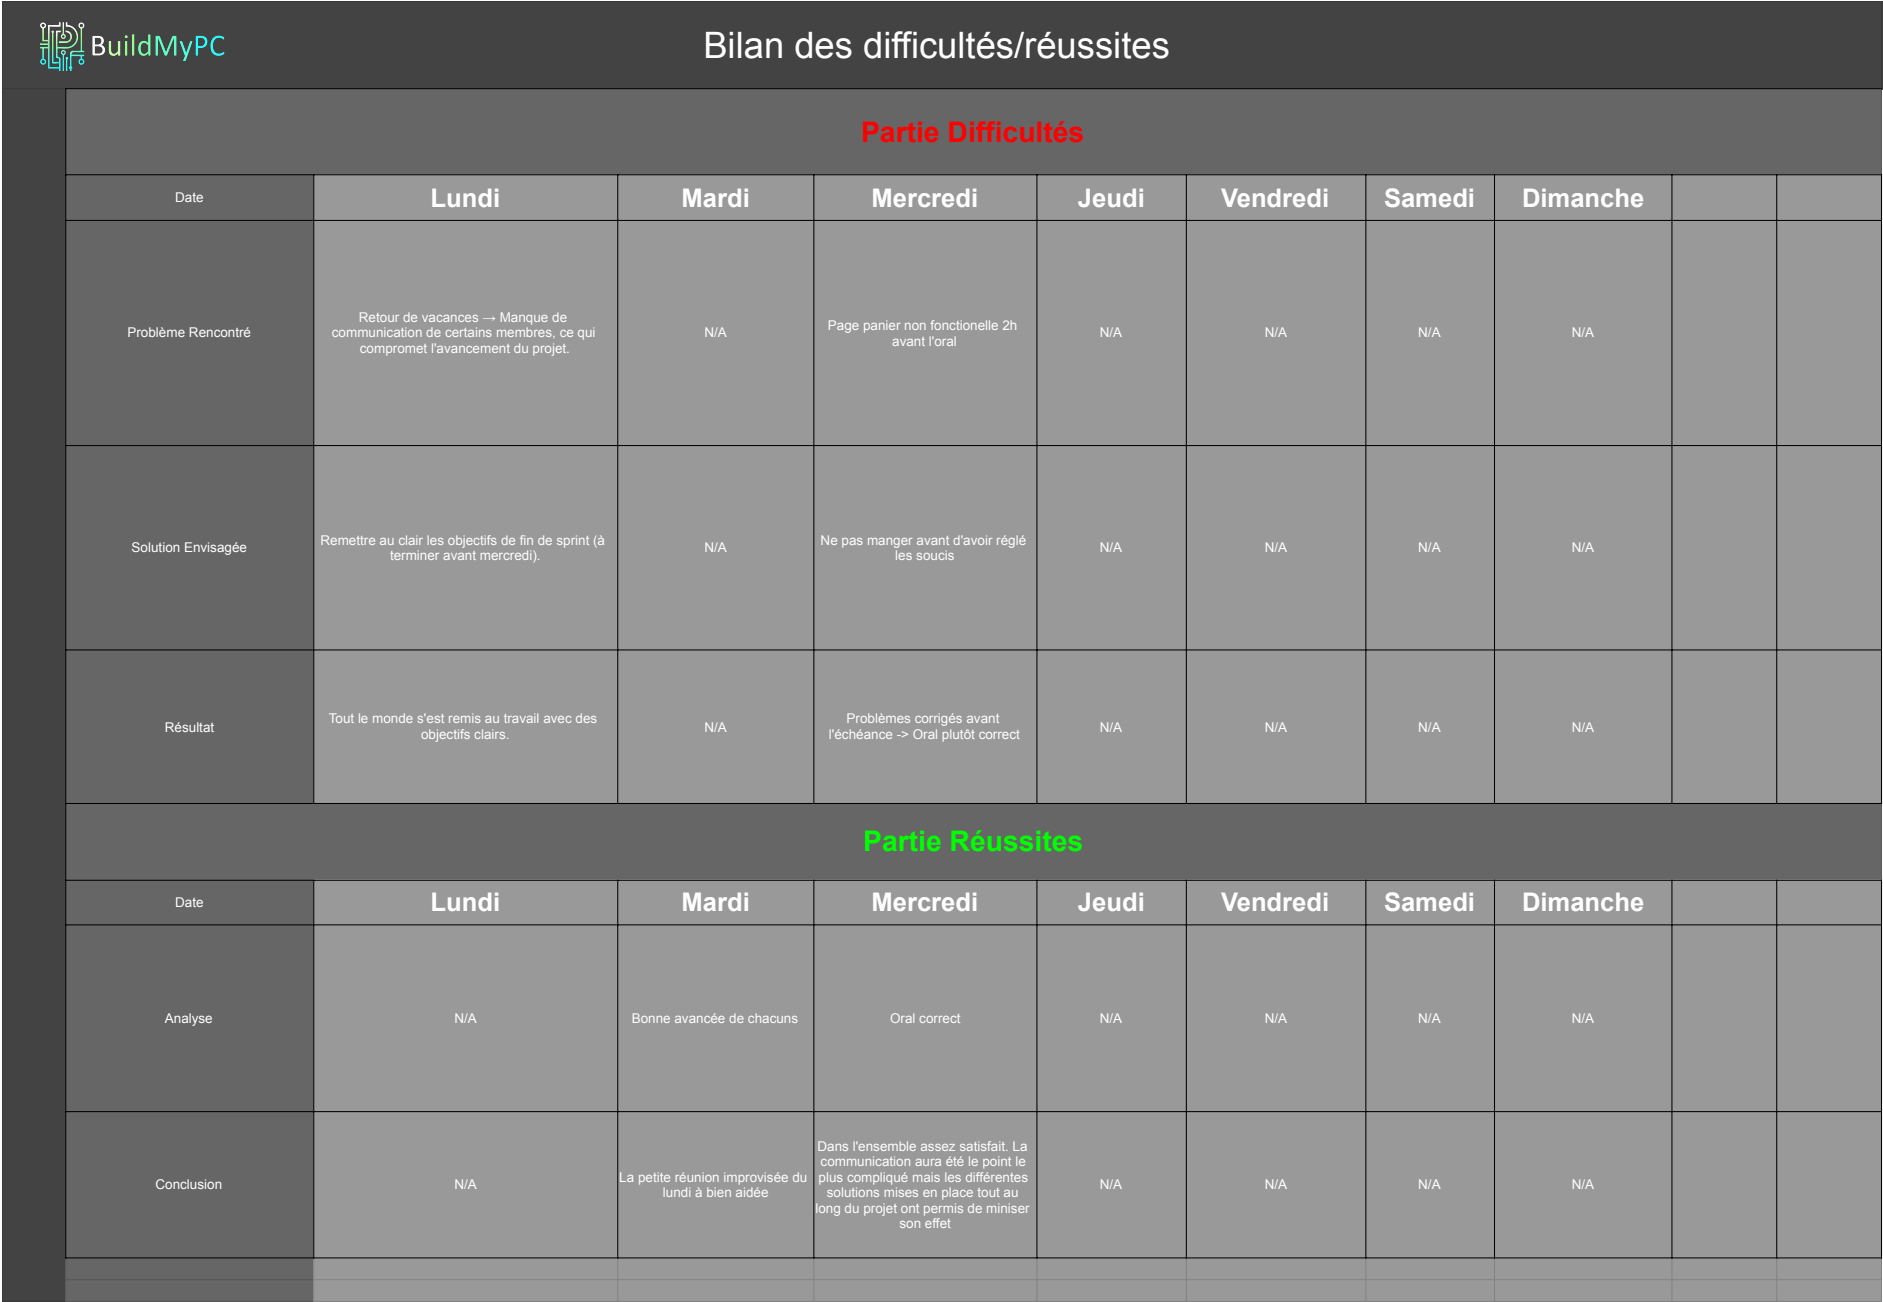 BuildMyPC
Bilan des difficultés/réussites
Partie Difficultés
Date Lundi Mardi Mercredi Jeudi Vendredi Samedi Dimanche
Problème Rencontré
Retour de vacances → Manque de
communication de certains membres, ce qui
compromet l'avancement du projet.
N/A
Page panier non fonctionelle 2h
avant l'oral
N/A
N/A
N/A
N/A
Solution Envisagée
Remettre au clair les objectifs de fin de sprint (à
terminer avant mercredi).
N/A
Ne pas manger avant d'avoir réglé
les soucis
N/A
N/A
N/A
N/A
Résultat
Tout le monde s'est remis au travail avec des
objectifs clairs.
N/A
Problèmes corrigés avant
l'échéance -> Oral plutôt correct
N/A
N/A
N/A
N/A
Partie Réussites
Date Lundi Mardi Mercredi Jeudi Vendredi Samedi Dimanche
Analyse
N/A
Bonne avancée de chacuns
Oral correct
N/A
N/A
N/A
N/A
Conclusion
N/A
La petite réunion improvisée du
lundi à bien aidée
Dans l'ensemble assez satisfait. La
communication aura été le point le
plus compliqué mais les différentes
solutions mises en place tout au
long du projet ont permis de miniser
son effet
N/A
N/A
N/A
N/A